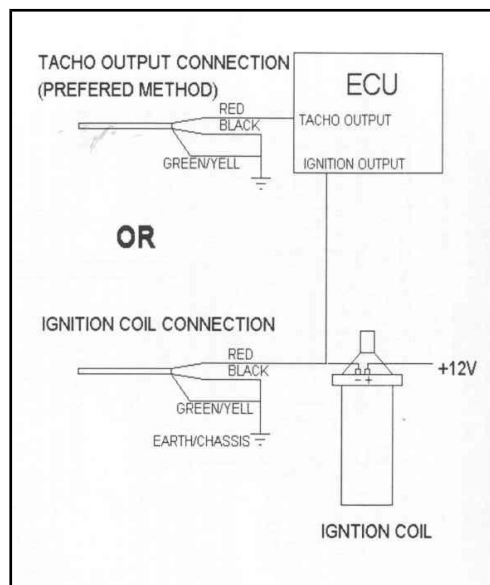 TACHO OUTPUT CONNECTION
(PREFERED METHOD)
ECU
RED
TACHO OUTPUT
BLACK
GREEN/YELL
IGNITION OUTPUT
OR
IGNITION COIL CONNECTION
RED
BLACK
+12V
- +
GREEN/YELL
EARTH/CHASSIS
IGNTION COIL